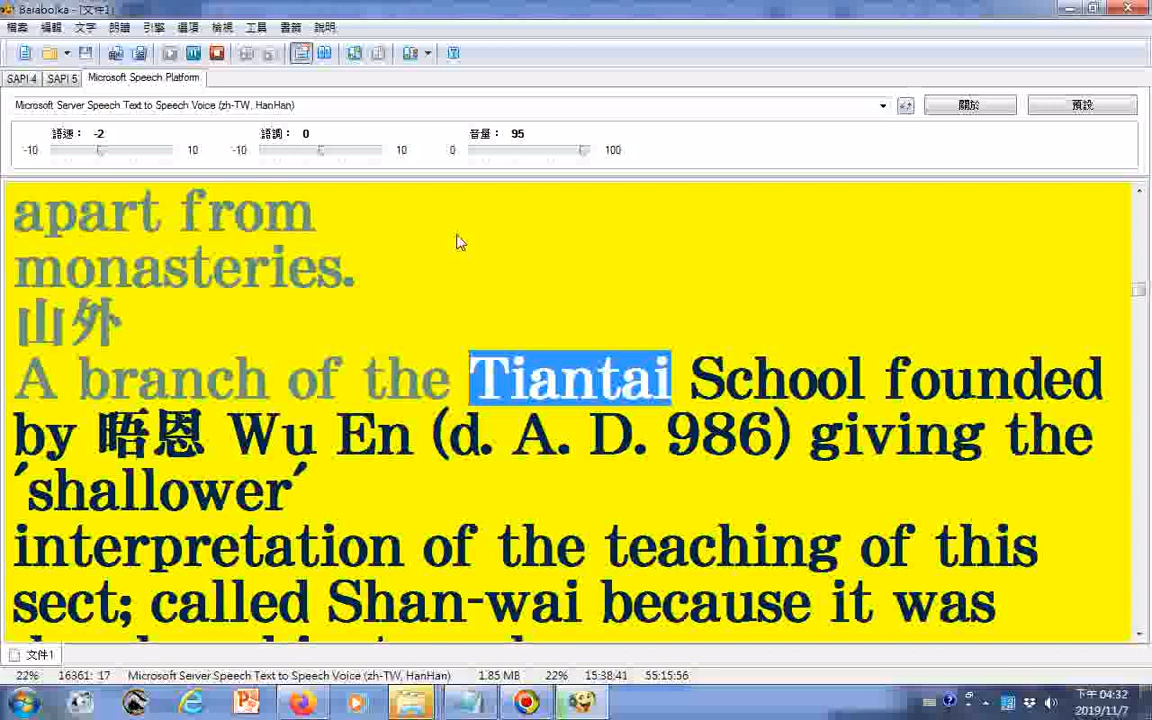 Balabolka - [文件1]
檔案 編輯 文字 朗讀 引擎 選項 檢視 工具 書籤 說明
SAPI 4 SAPI 5 Microsoft Speech Platform
Microsoft Server Speech Text to Speech Voice (zh-TW, HanHan) 關於 預設
語速： -2 語調： 0 音量： 95
-10 10 -10 10 0 100
apart from
monasteries.
山外
A branch of the Tiantai School founded
by 晤恩 Wu En (d. A. D. 986) giving the
'shallower'
interpretation of the teaching of this
sect; called Shan-wai because it was
文件1
22% 16361: 17 Microsoft Server Speech Text to Speech Voice (zh-TW, HanHan) 1.85 MB 22% 15:38:41 55:15:56
下午 04:32
2019/11/7